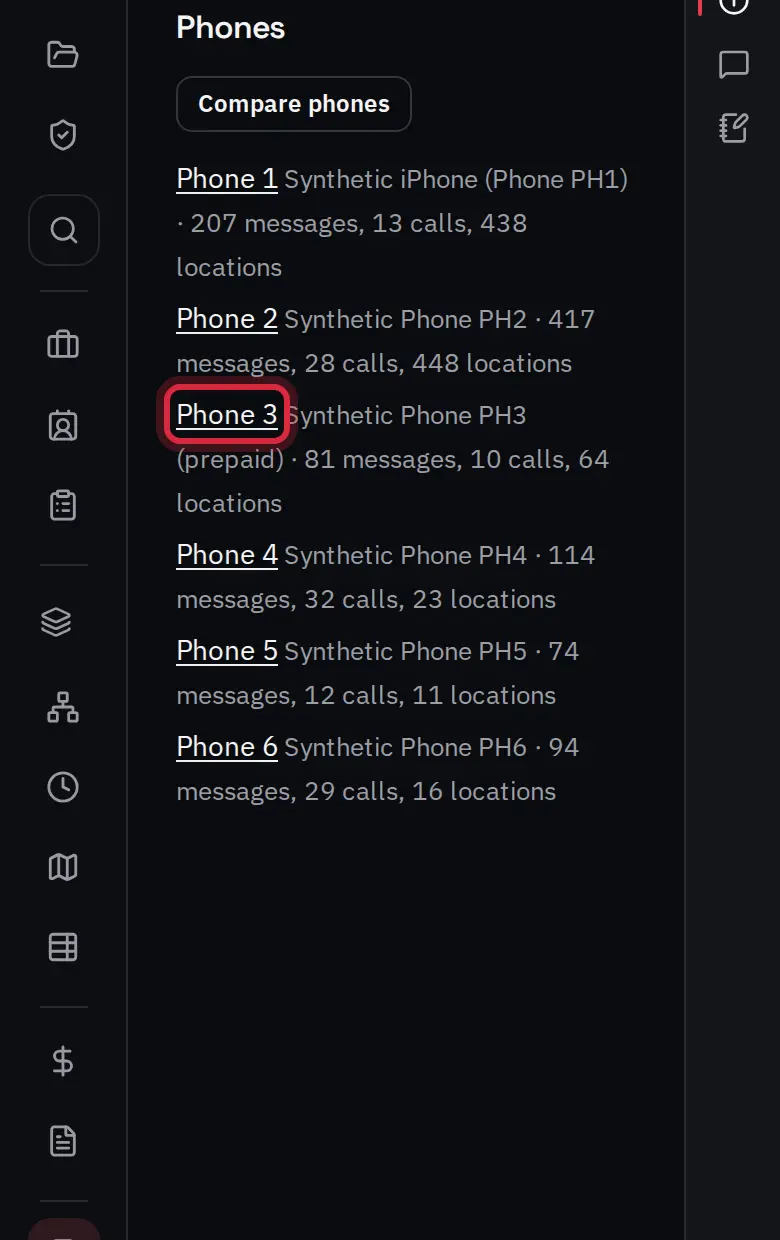 Phones
Compare phones
Phone 1 Synthetic iPhone (Phone PH1)
· 207 messages, 13 calls, 438
locations
Phone 2 Synthetic Phone PH2 · 417
messages, 28 calls, 448 locations
Phone 3 Synthetic Phone PH3
(prepaid) · 81 messages, 10 calls, 64
locations
Phone 4 Synthetic Phone PH4 · 114
messages, 32 calls, 23 locations
Phone 5 Synthetic Phone PH5 · 74
messages, 12 calls, 11 locations
Phone 6 Synthetic Phone PH6 · 94
messages, 29 calls, 16 locations